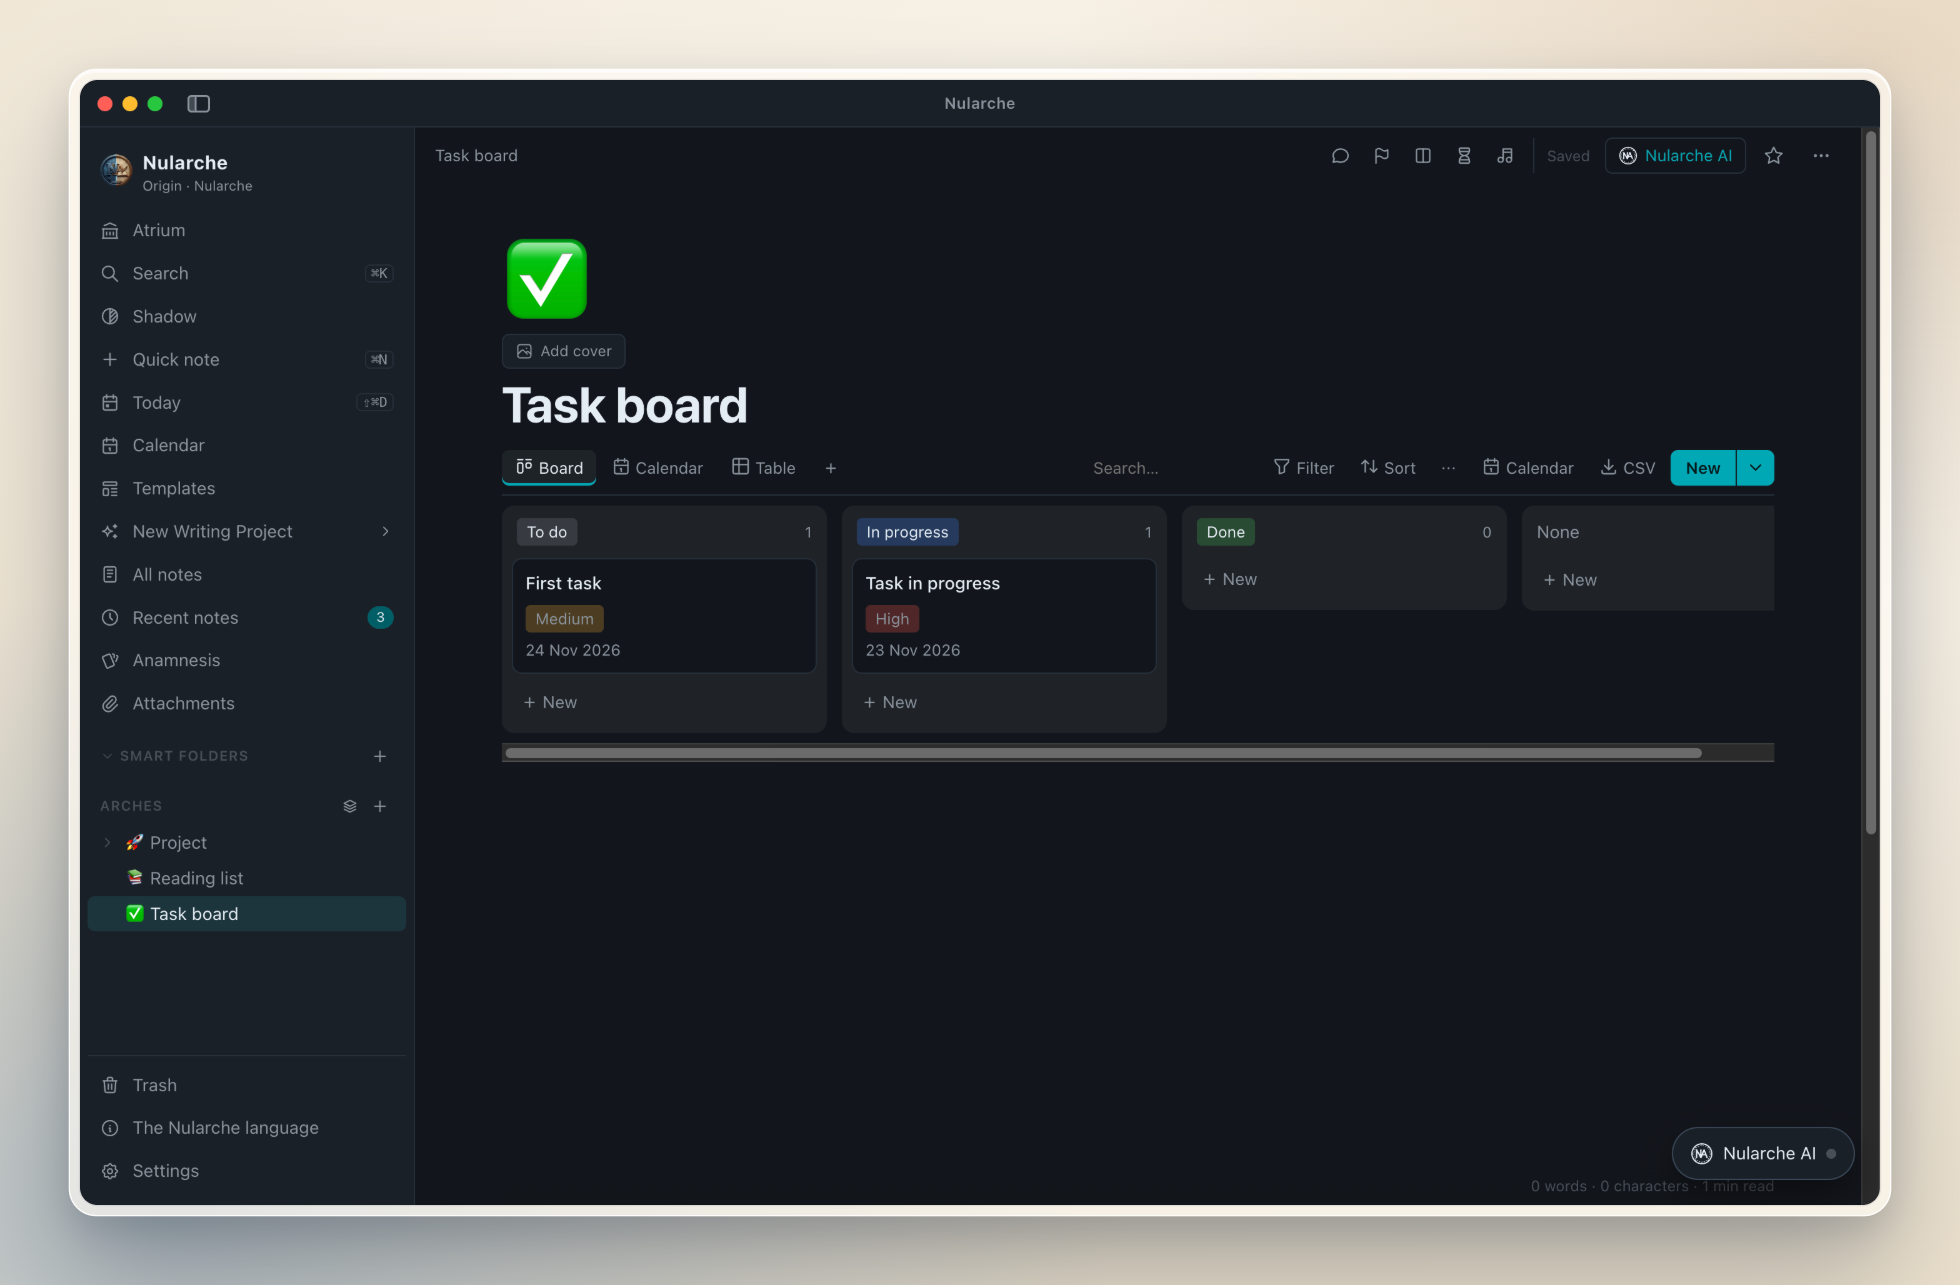 Nularche
Nularche
Origin · Nularche
Atrium
Search ⌘K
Shadow
Quick note ⌘N
Today ⇧⌘D
Calendar
Templates
New Writing Project
All notes
Recent notes 3
Anamnesis
Attachments
SMART FOLDERS
ARCHES
Project
Reading list
Task board
Trash
The Nularche language
Settings
Task board
Saved
NA Nularche AI
Add cover
Task board
Board Calendar Table +
Search... Filter Sort ··· Calendar CSV New
To do 1
First task
Medium
24 Nov 2026
+ New
In progress 1
Task in progress
High
23 Nov 2026
+ New
Done 0
+ New
None
+ New
NA Nularche AI
0 words · 0 characters · 1 min read